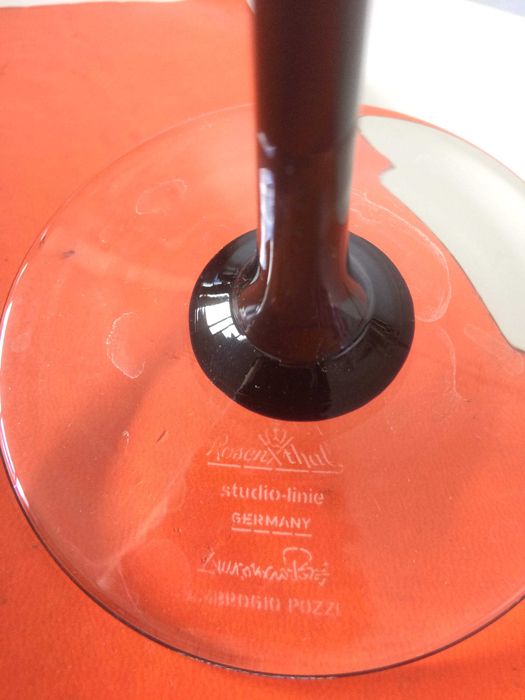 Rosenthal
studio-linie
GERMANY
AMBROGIO POZZI